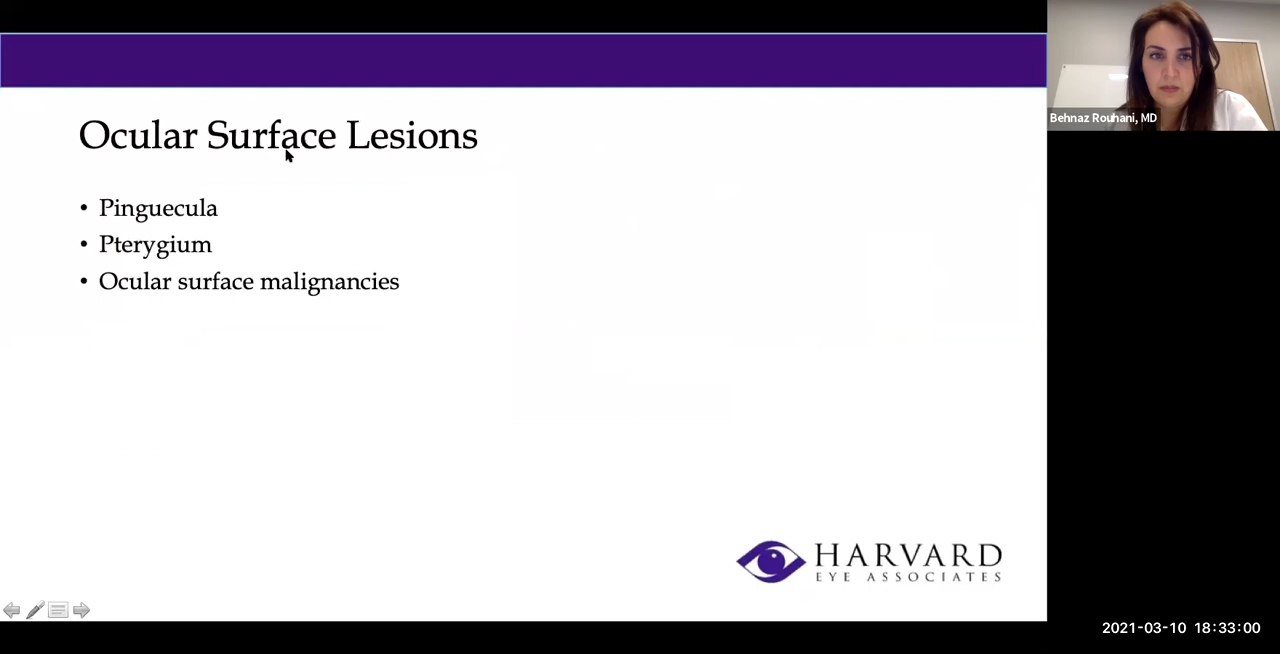 Behnaz Rouhani, MD
Ocular Surface Lesions
• Pinguecula
• Pterygium
• Ocular surface malignancies
HARVARD
EYE ASSOCIATES
2021-03-10 18:33:00